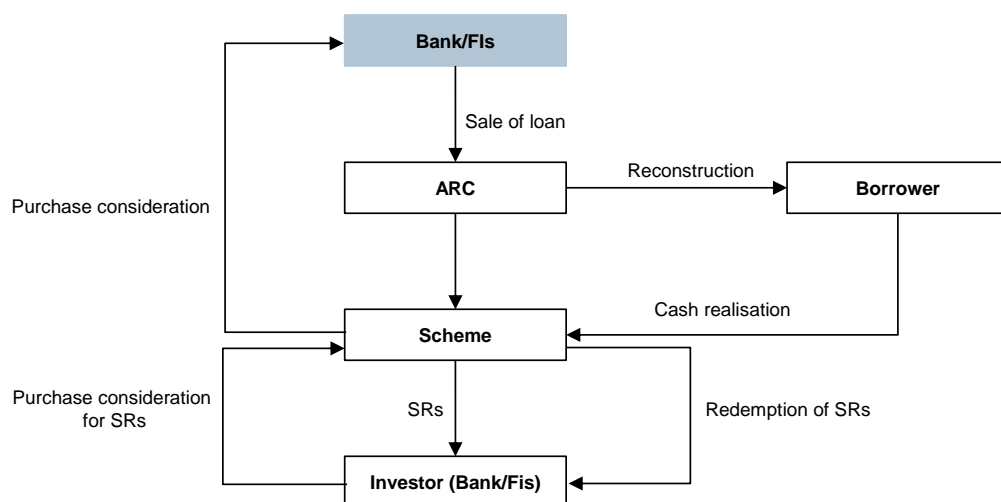 Bank/FIs
Sale of loan
ARC
Reconstruction
Borrower
Purchase consideration
Cash realisation
Scheme
Purchase consideration
for SRs
SRs
Redemption of SRs
Investor (Bank/Fis)